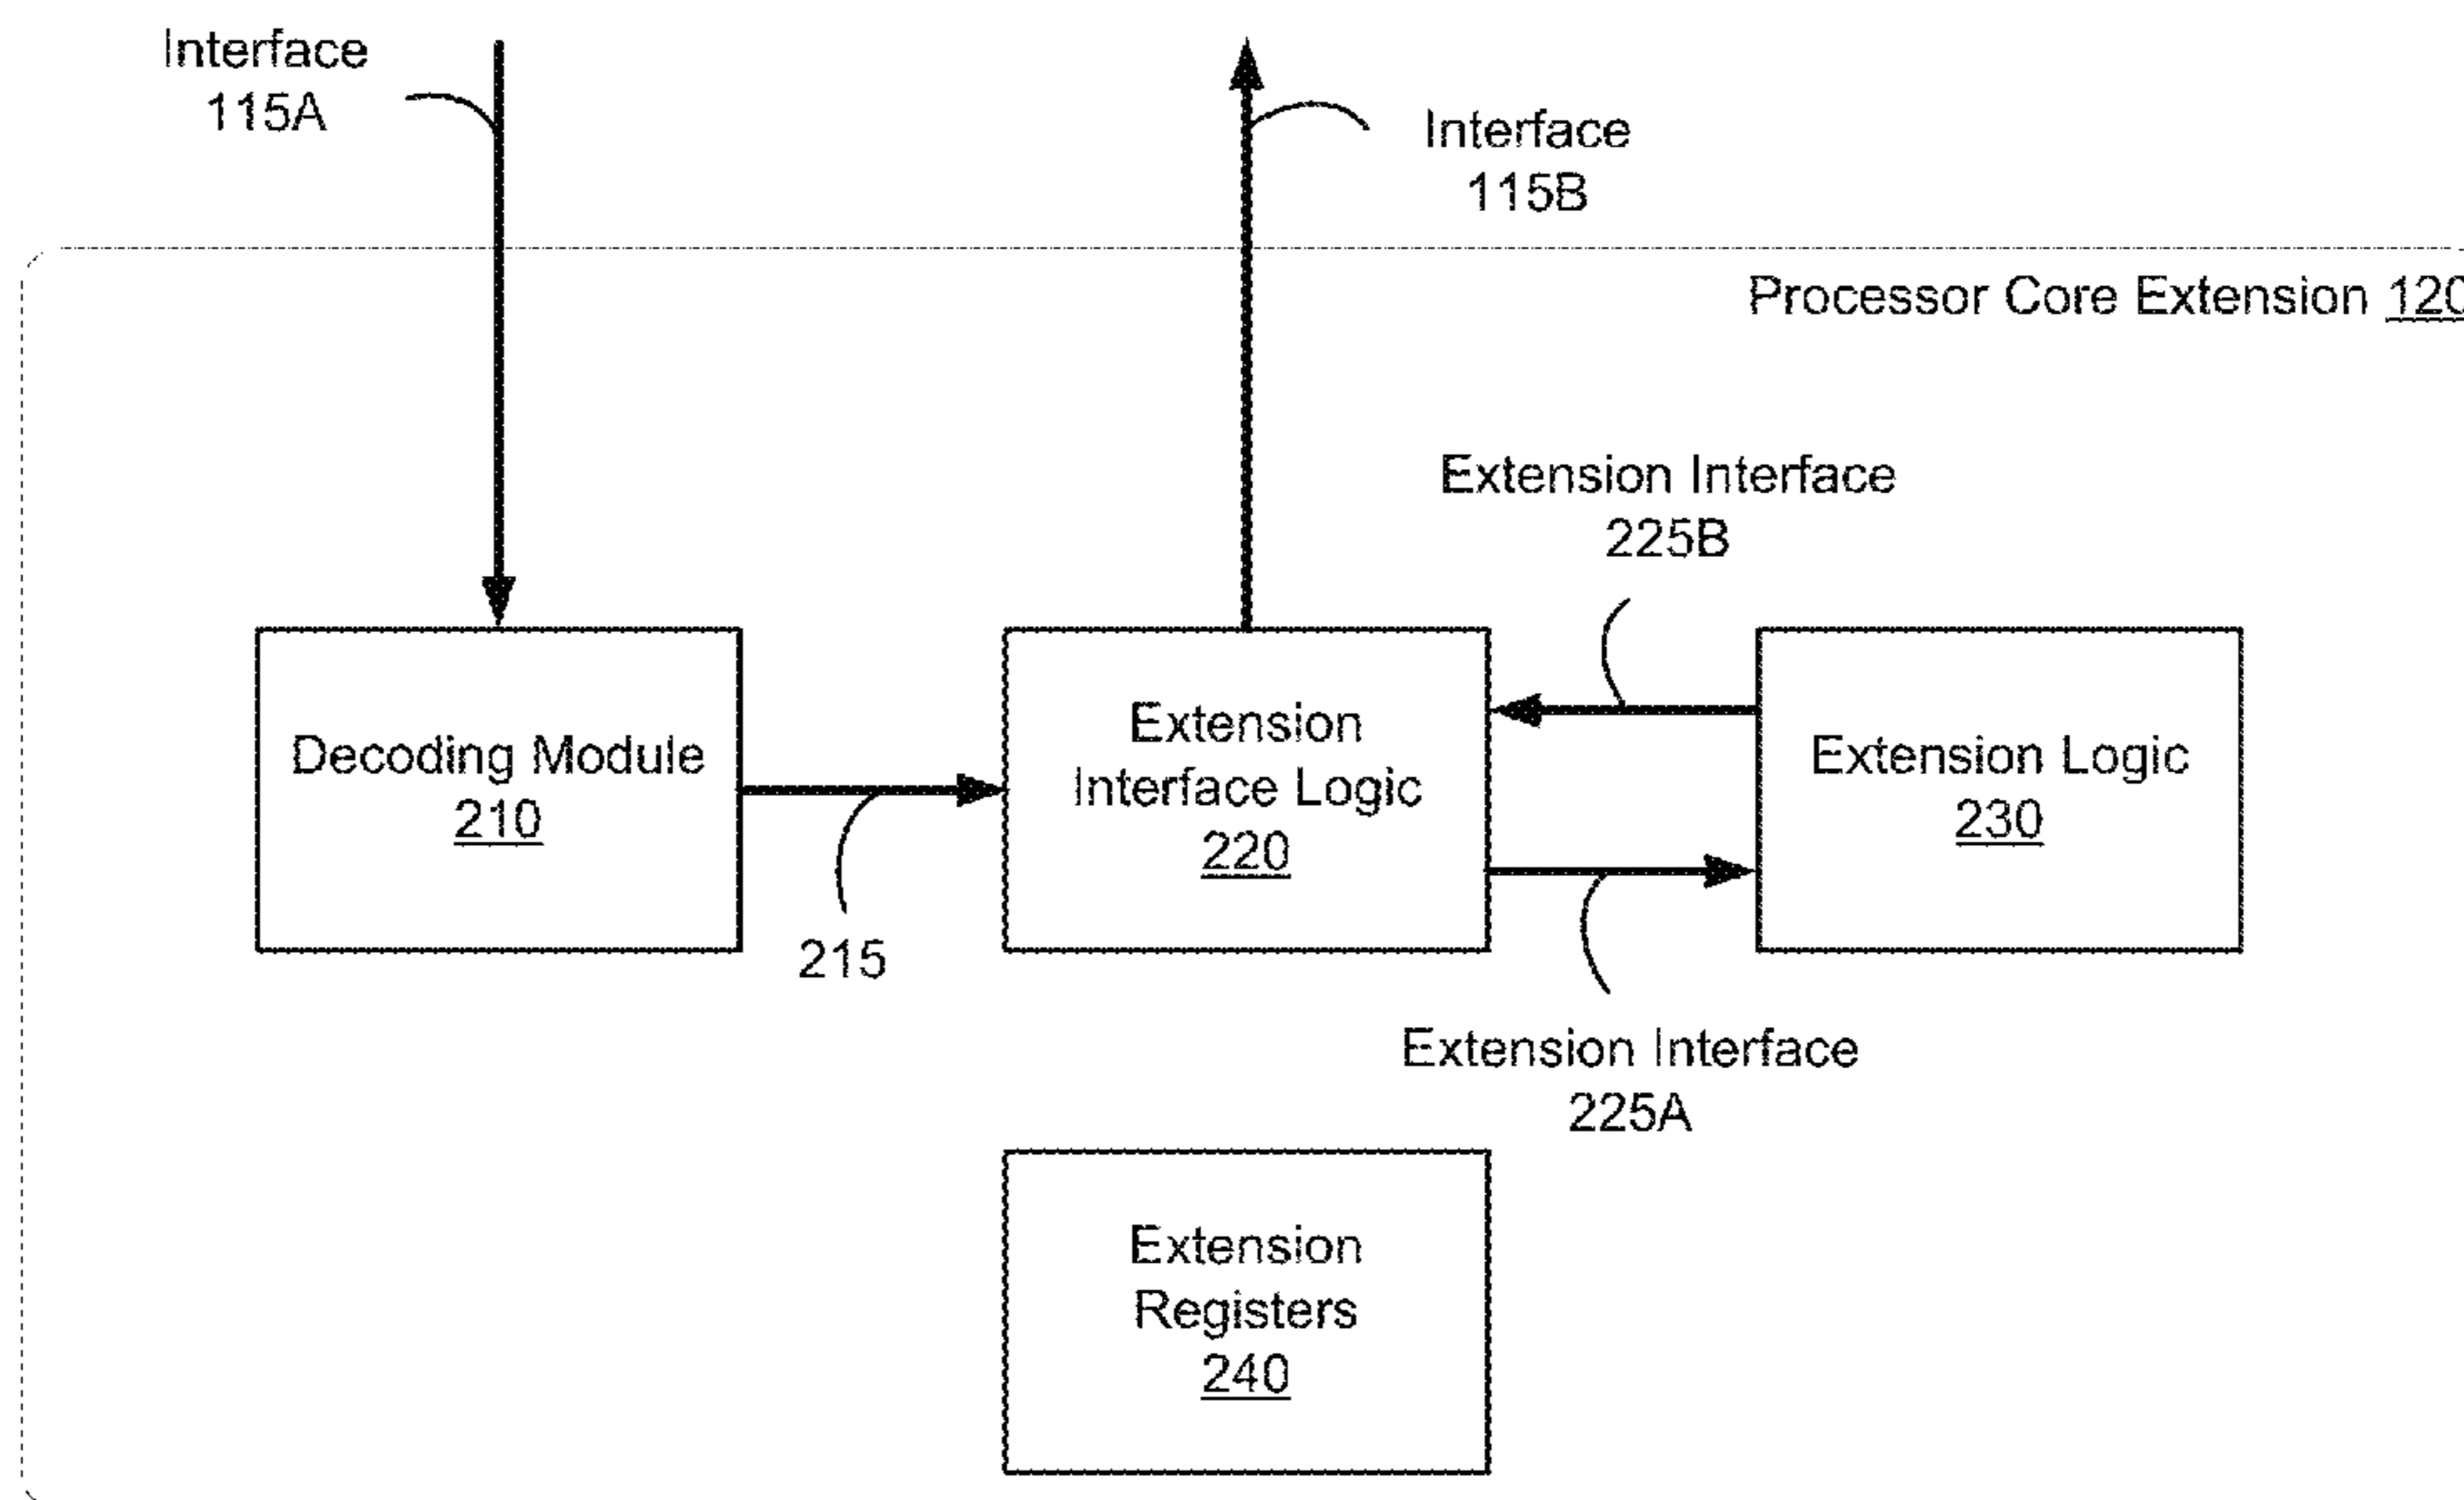 Interface
115A
Interface
115B
Processor Core Extension 120
Extension Interface
225B
Decoding Module
210
Extension
Interface Logic
220
Extension Logic
230
215
Extension Interface
225A
Extension
Registers
240